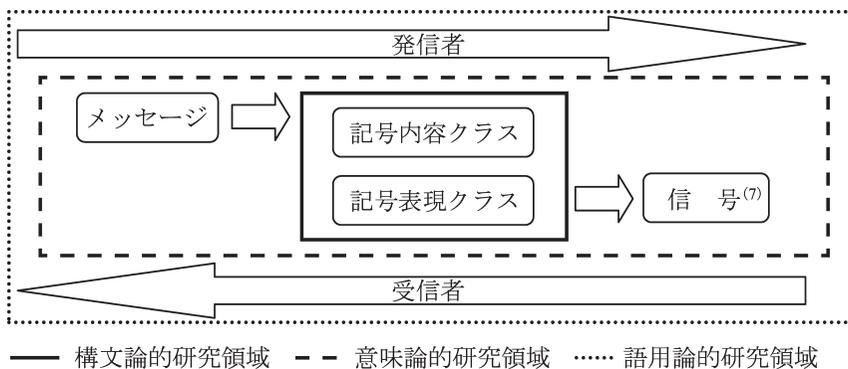 発信者
メッセージ
記号内容クラス
記号表現クラス
信　号(7)
受信者
構文論的研究領域 意味論的研究領域 語用論的研究領域